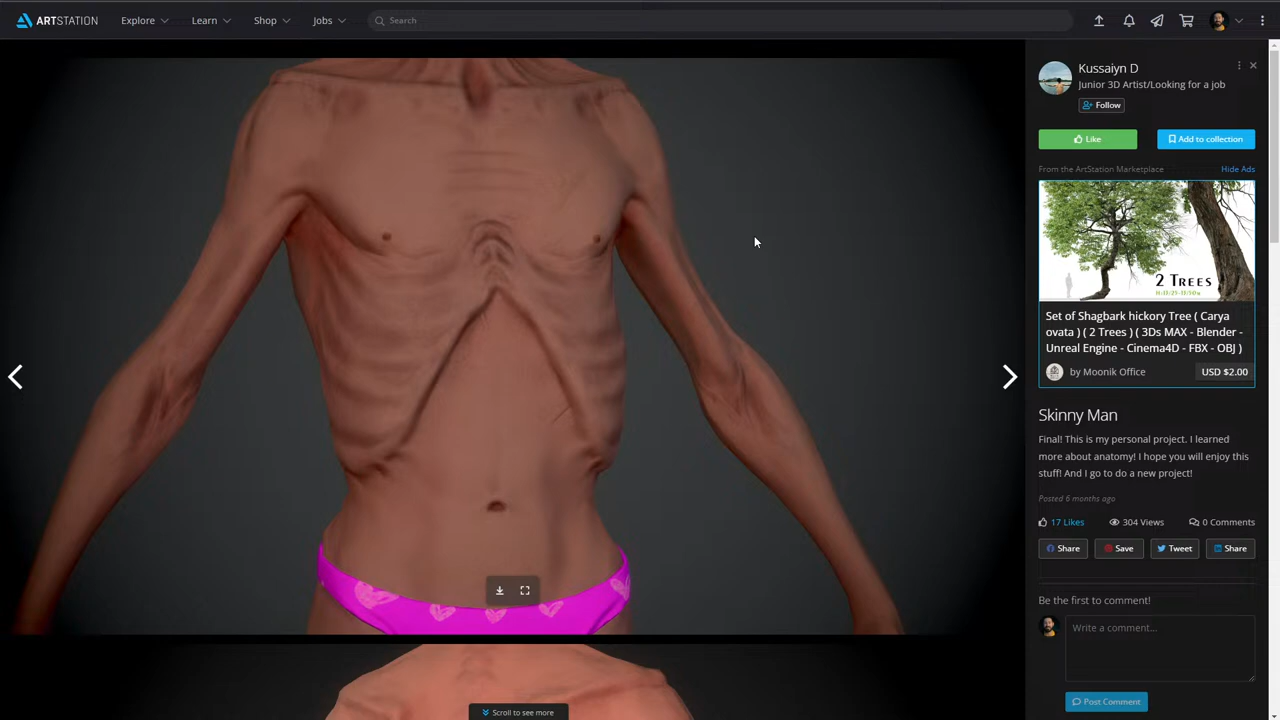 ARTSTATION Explore Learn Shop Jobs Search
Kussaiyn D
Junior 3D Artist/Looking for a job
Follow
Like Add to collection
From the ArtStation Marketplace Hide Ads
2 TREES
H:13/25-13/50m
Set of Shagbark hickory Tree ( Carya
ovata ) ( 2 Trees ) ( 3Ds MAX - Blender -
Unreal Engine - Cinema4D - FBX - OBJ )
by Moonik Office USD $2.00
Skinny Man
Final! This is my personal project. I learned
more about anatomy! I hope you will enjoy this
stuff! And I go to do a new project!
Posted 6 months ago
17 Likes 304 Views 0 Comments
Share Save Tweet Share
Be the first to comment!
Write a comment...
Post Comment
Scroll to see more